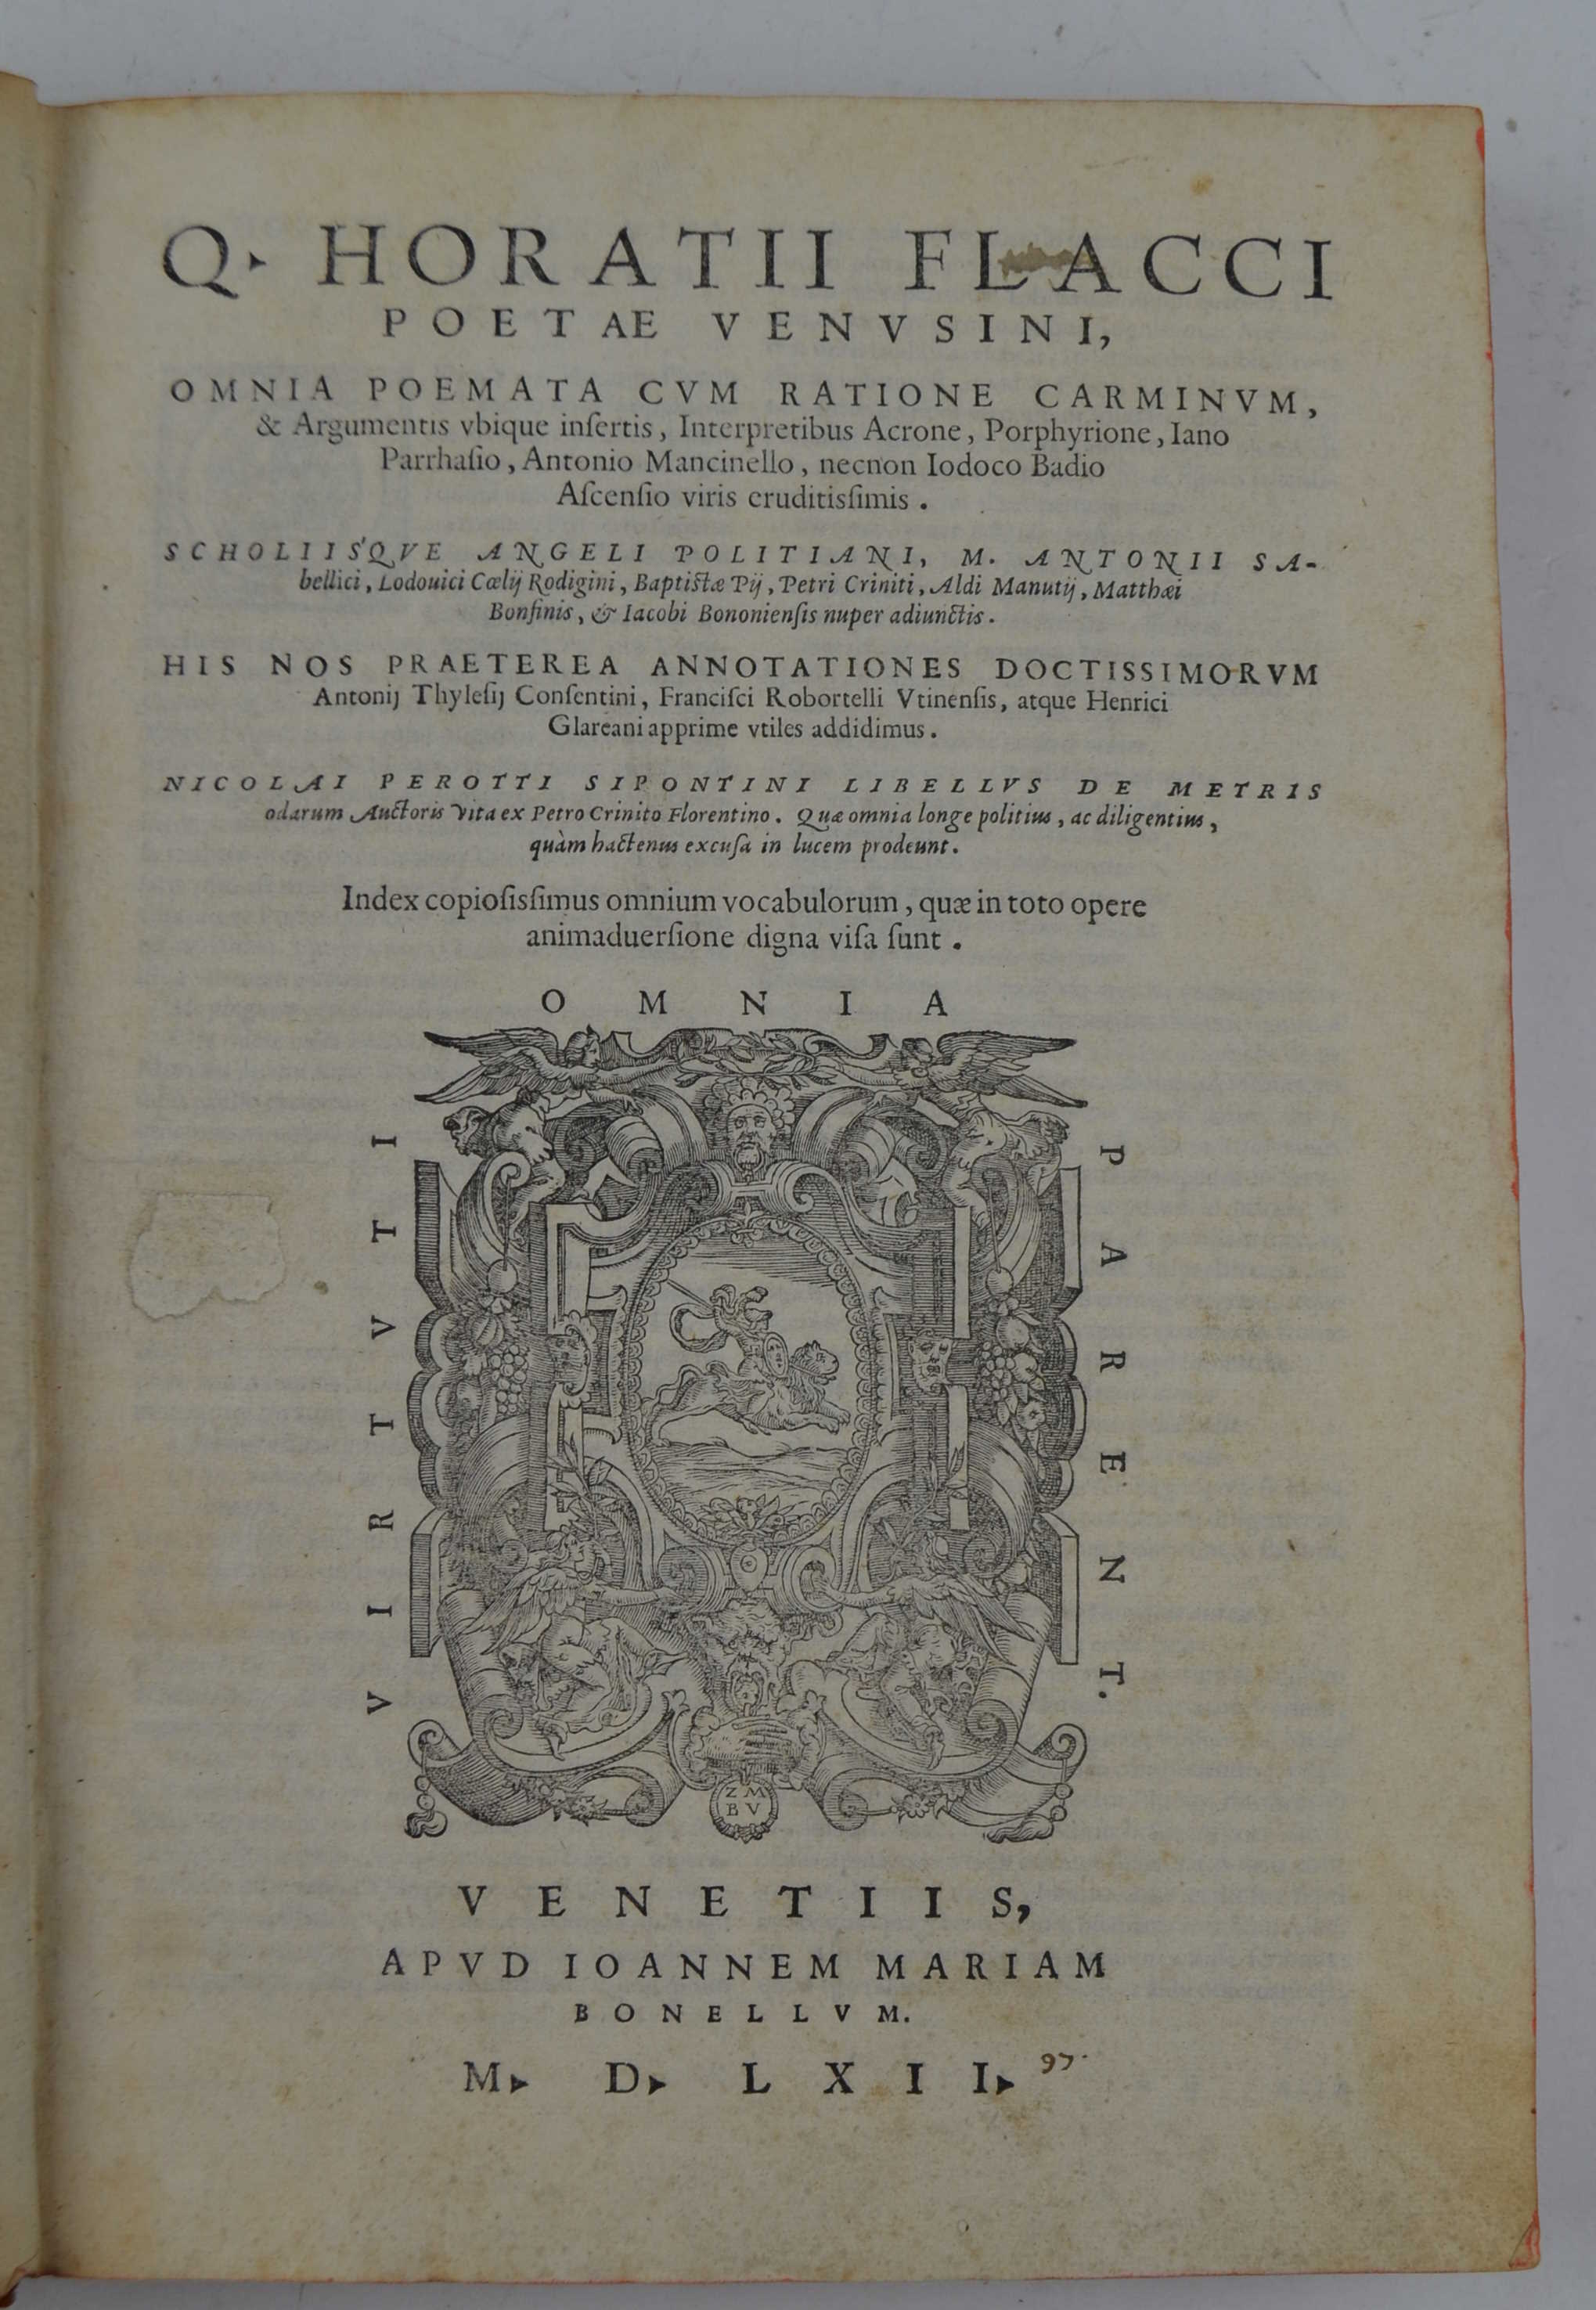 Q. HORATII FLACCI
POETAE VENVSINI,
OMNIA POEMATA CVM RATIONE CARMINVM,
& Argumentis vbique inſertis, Interpretibus Acrone, Porphyrione, Iano
Parrhaſio, Antonio Mancinello, necnon Iodoco Badio
Aſcenſio viris eruditiſsimis.
SCHOLIISQVE ANGELI POLITIANI, M. ANTONII SA-
bellici, Lodouici Cœlij Rodigini, Baptiſtæ Pij, Petri Criniti, Aldi Manutij, Matthæi
Bonfinis, & Iacobi Bononienſis nuper adiunctis.
HIS NOS PRAETEREA ANNOTATIONES DOCTISSIMORVM
Antonij Thyleſij Conſentini, Franciſci Robortelli Vtinenſis, atque Henrici
Glareani apprime vtiles addidimus.
NICOLAI PEROTTI SIPONTINI LIBELLVS DE METRIS
odarum Auctoris vita ex Petro Crinito Florentino. Quæ omnia longe politius, ac diligentius,
quàm hactenus excuſa in lucem prodeunt.
Index copioſiſsimus omnium vocabulorum, quæ in toto opere
animaduerſione digna viſa ſunt.
OMNIA
PARENT.
VIRTVTI
Z M
B V
VENETIIS,
APVD IOANNEM MARIAM
BONELLVM.
M. D. LXII. 97.